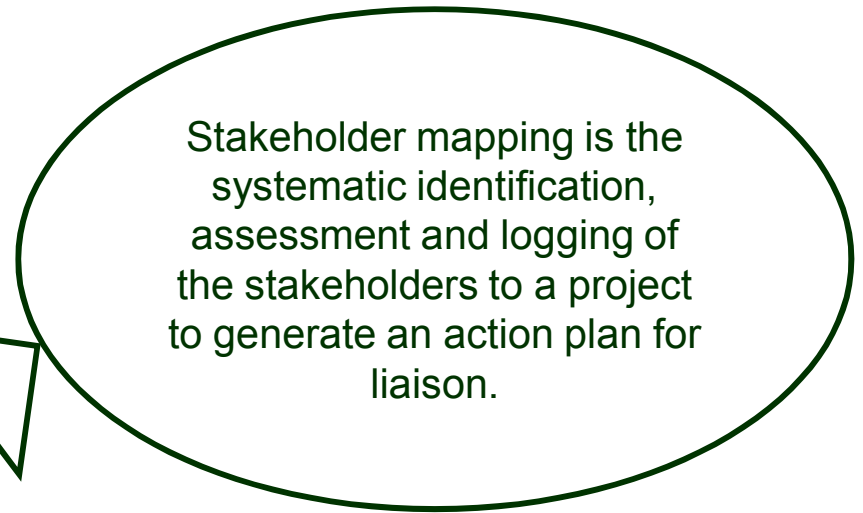 Stakeholder mapping is the
systematic identification,
assessment and logging of
the stakeholders to a project
to generate an action plan for
liaison.